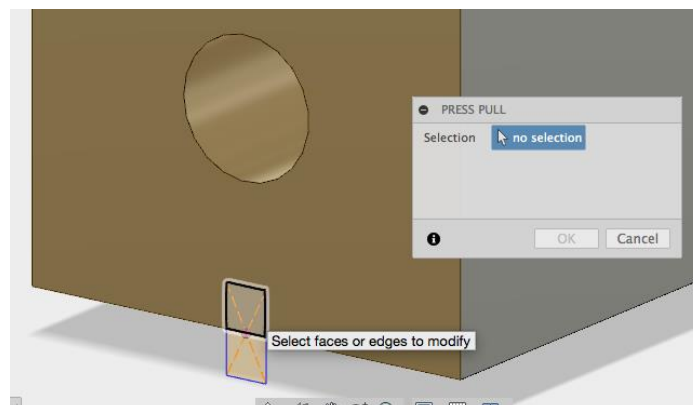 PRESS PULL
Selection no selection
OK Cancel
Select faces or edges to modify